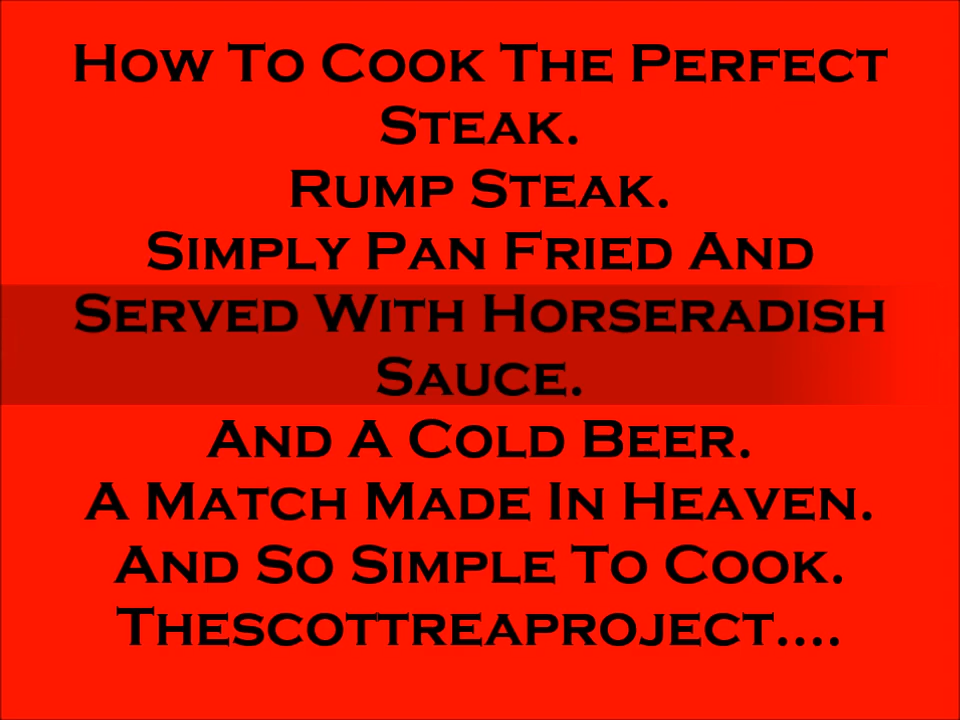 How To Cook The Perfect
Steak.
Rump Steak.
Simply Pan Fried And
Served With Horseradish
Sauce.
And A Cold Beer.
A Match Made In Heaven.
And So Simple To Cook.
Thescottreaproject....